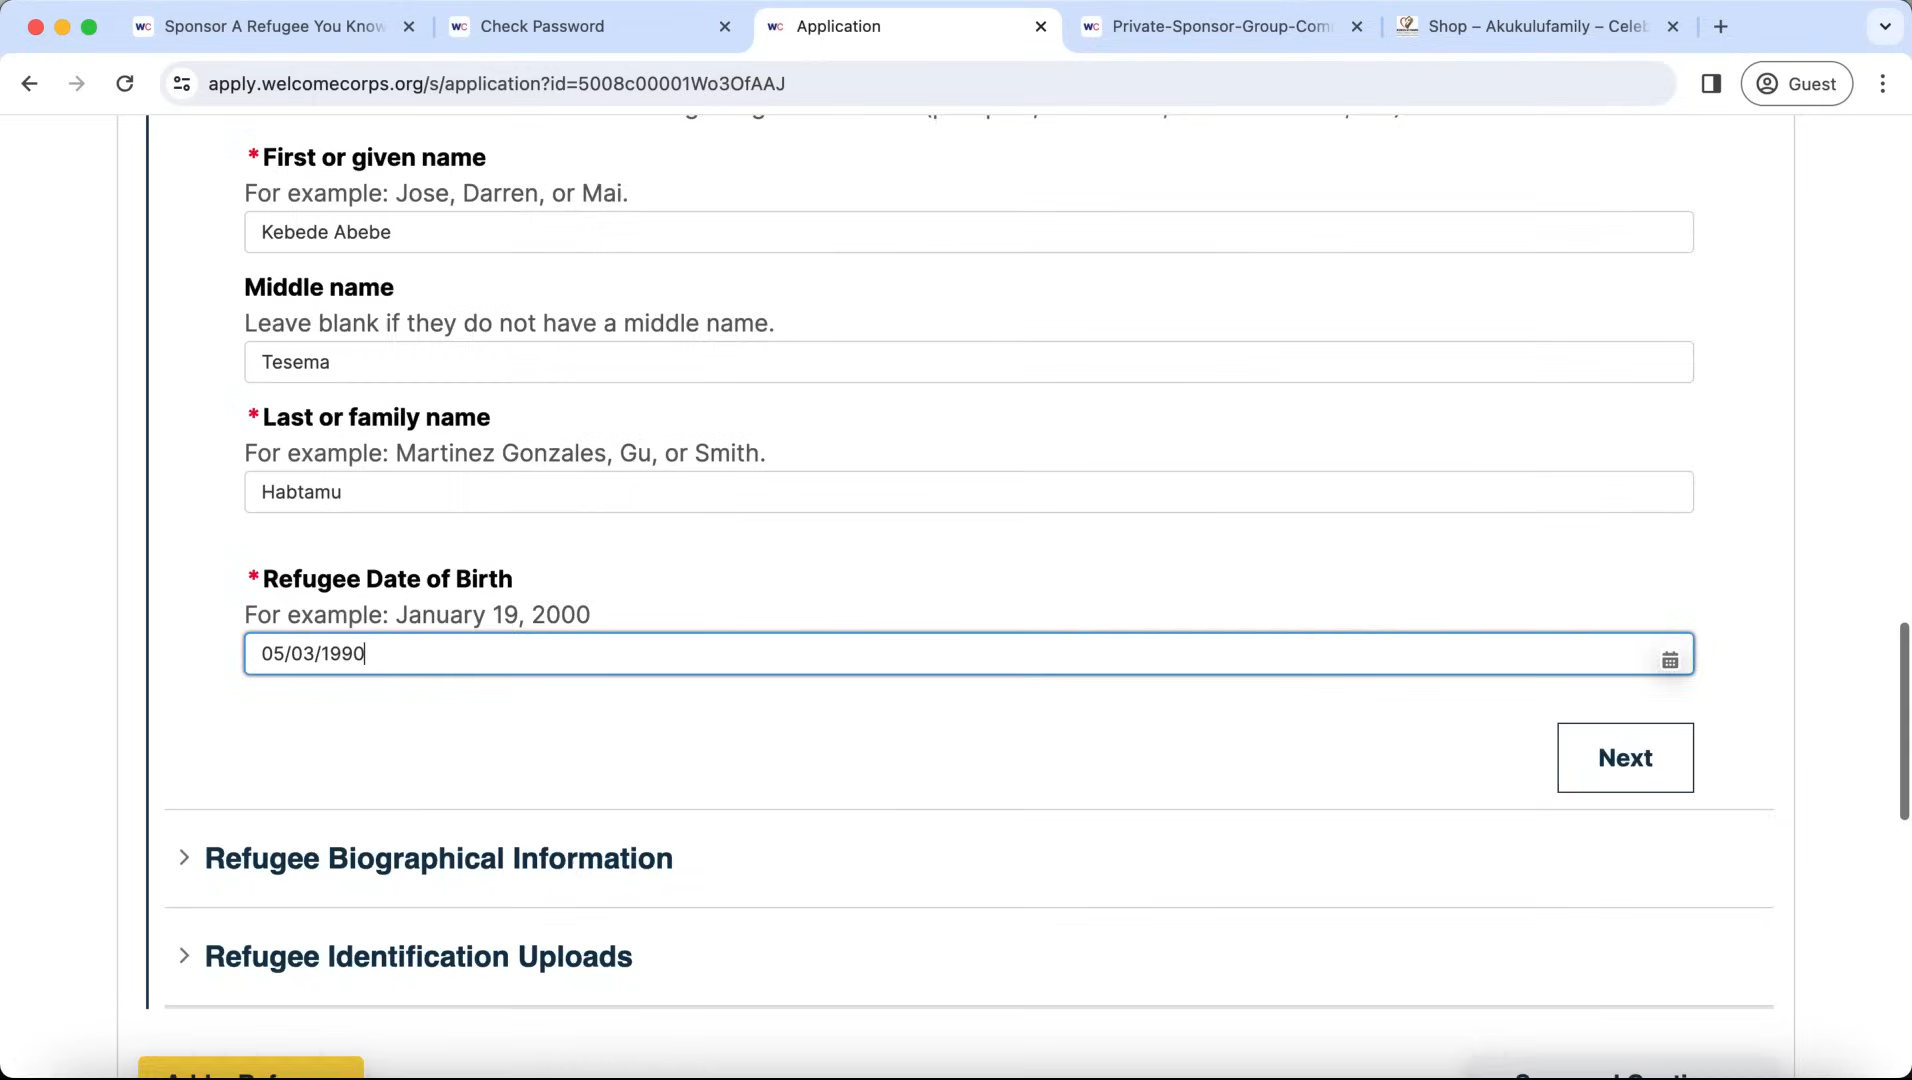 Sponsor A Refugee You Know
Check Password
Application
Private-Sponsor-Group-Com
Shop – Akukulufamily – Celeb
apply.welcomecorps.org/s/application?id=5008c00001Wo3OfAAJ
Guest
*First or given name
For example: Jose, Darren, or Mai.
Kebede Abebe
Middle name
Leave blank if they do not have a middle name.
Tesema
*Last or family name
For example: Martinez Gonzales, Gu, or Smith.
Habtamu
*Refugee Date of Birth
For example: January 19, 2000
05/03/1990
Next
Refugee Biographical Information
Refugee Identification Uploads